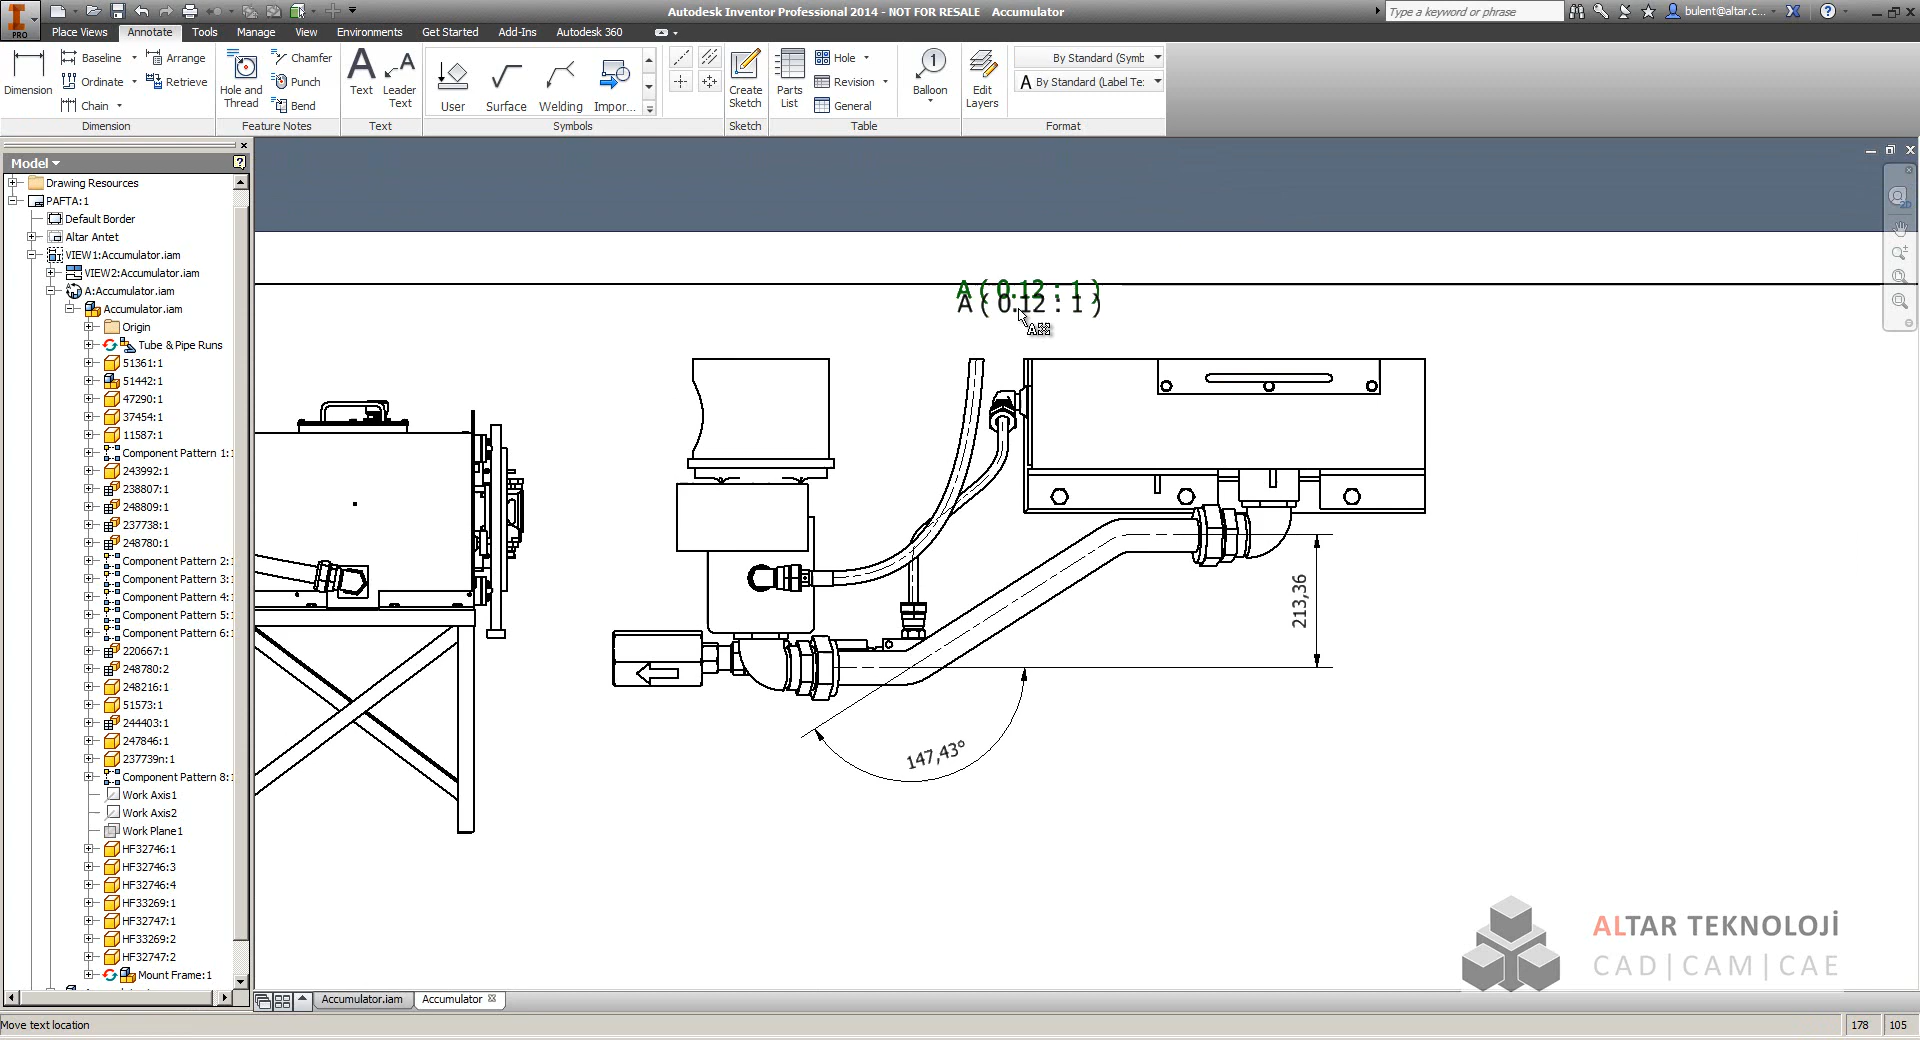 Autodesk Inventor Professional 2014 - NOT FOR RESALE Accumulator
Type a keyword or phrase
bulent@altar.c...
PRO
Place Views
Annotate
Tools
Manage
View
Environments
Get Started
Add-Ins
Autodesk 360
Dimension
Baseline
Ordinate
Chain
Arrange
Retrieve
Dimension
Hole and Thread
Chamfer
Punch
Bend
Feature Notes
Text
Leader Text
Text
User
Surface
Welding
Impor...
Symbols
Create Sketch
Sketch
Parts List
Hole
Revision
General
Table
Balloon
Edit Layers
By Standard (Symb
By Standard (Label Te:
Format
Model
Drawing Resources
PAFTA:1
Default Border
Altar Antet
VIEW1:Accumulator.iam
VIEW2:Accumulator.iam
A:Accumulator.iam
Accumulator.iam
Origin
Tube & Pipe Runs
51361:1
51442:1
47290:1
37454:1
11587:1
Component Pattern 1:1
243992:1
238807:1
248809:1
237738:1
248780:1
Component Pattern 2:
Component Pattern 3:
Component Pattern 4:
Component Pattern 5:
Component Pattern 6:
220667:1
248780:2
248216:1
51573:1
244403:1
247846:1
237739n:1
Component Pattern 8:
Work Axis1
Work Axis2
Work Plane1
HF32746:1
HF32746:3
HF32746:4
HF33269:1
HF32747:1
HF33269:2
HF32747:2
Mount Frame:1
A ( 0.12 : 1 )
A ( 0.12 : 1 )
213,36
147,43°
ALTAR TEKNOLOJİ
CAD|CAM|CAE
Accumulator.iam
Accumulator
Move text location
178
105